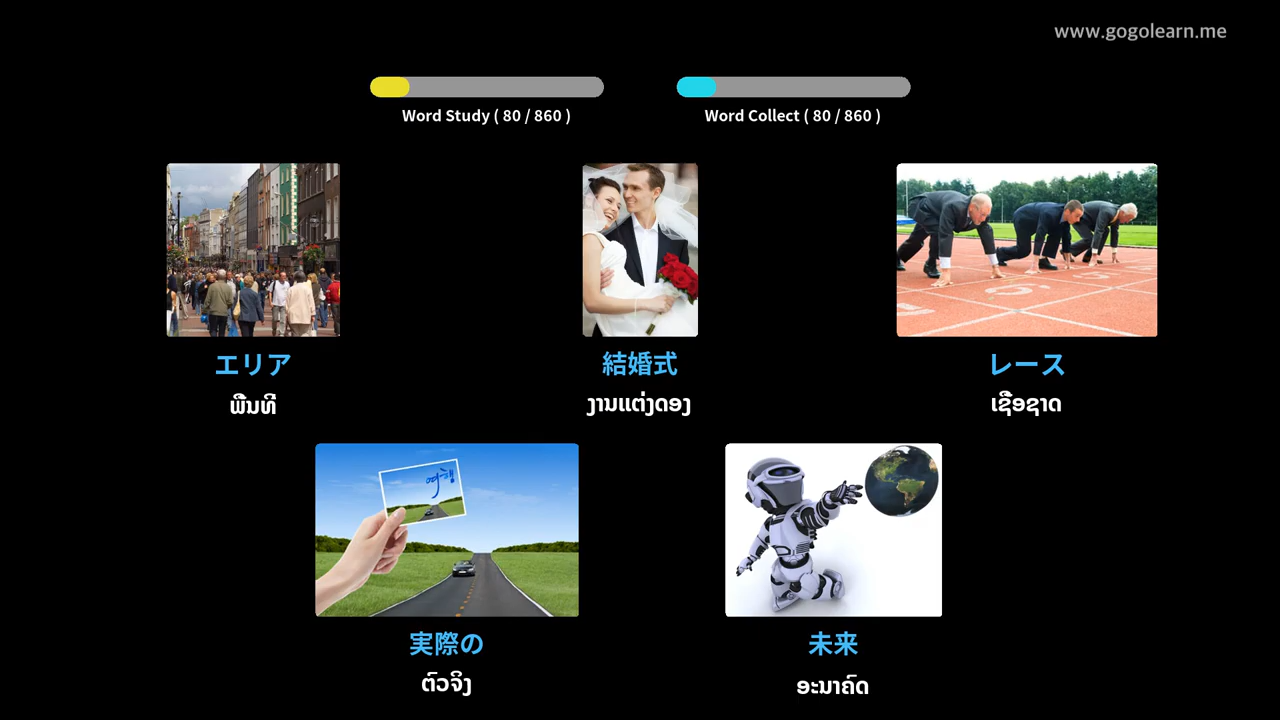 www.gogolearn.me
Word Study ( 80 / 860 )
Word Collect ( 80 / 860 )
エリア
ພື້ນທີ່
結婚式
ງານແຕ່ງດອງ
レース
ເຊື້ອຊາດ
여행
実際の
ຕົວຈິງ
未来
ອະນາຄົດ